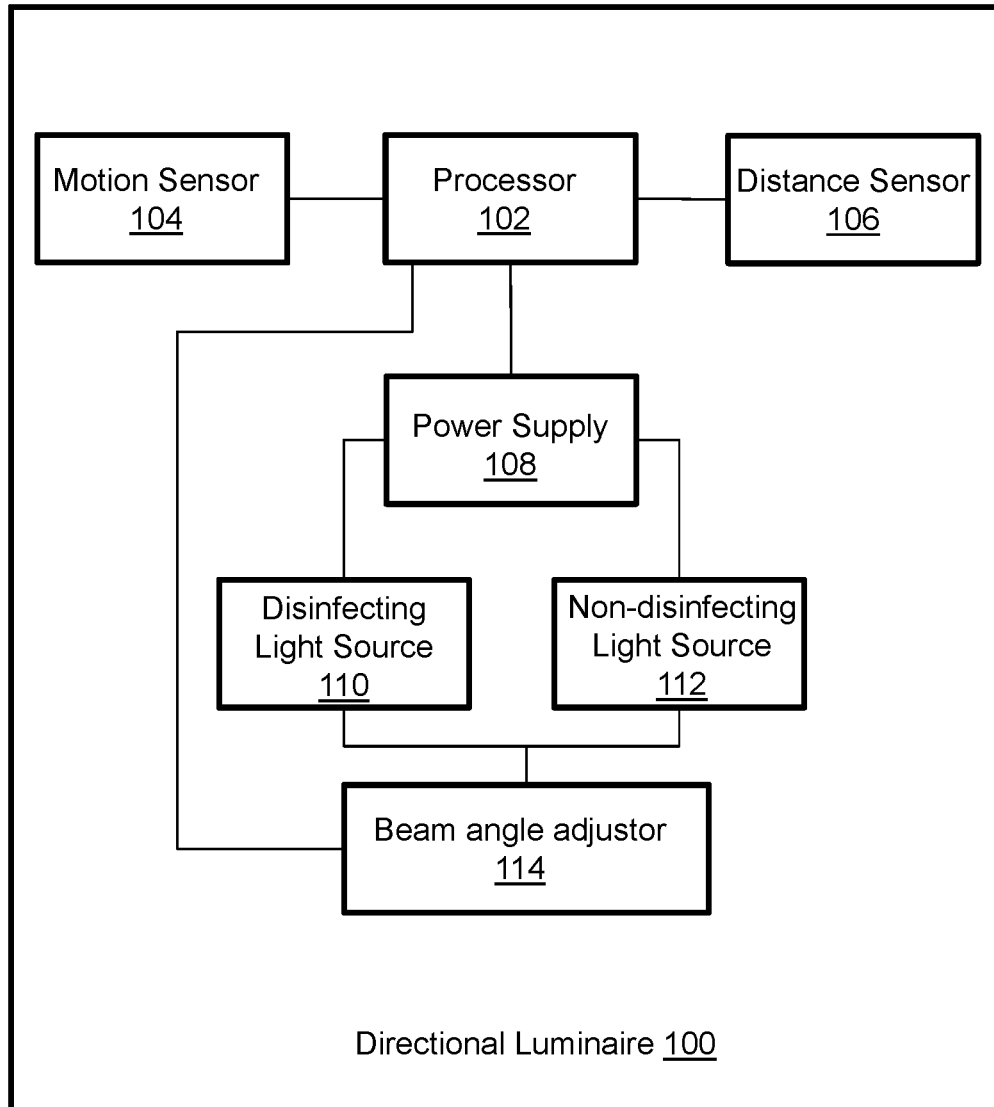 Motion Sensor
104
Processor
102
Distance Sensor
106
Power Supply
108
Disinfecting
Light Source
110
Non-disinfecting
Light Source
112
Beam angle adjustor
114
Directional Luminaire 100